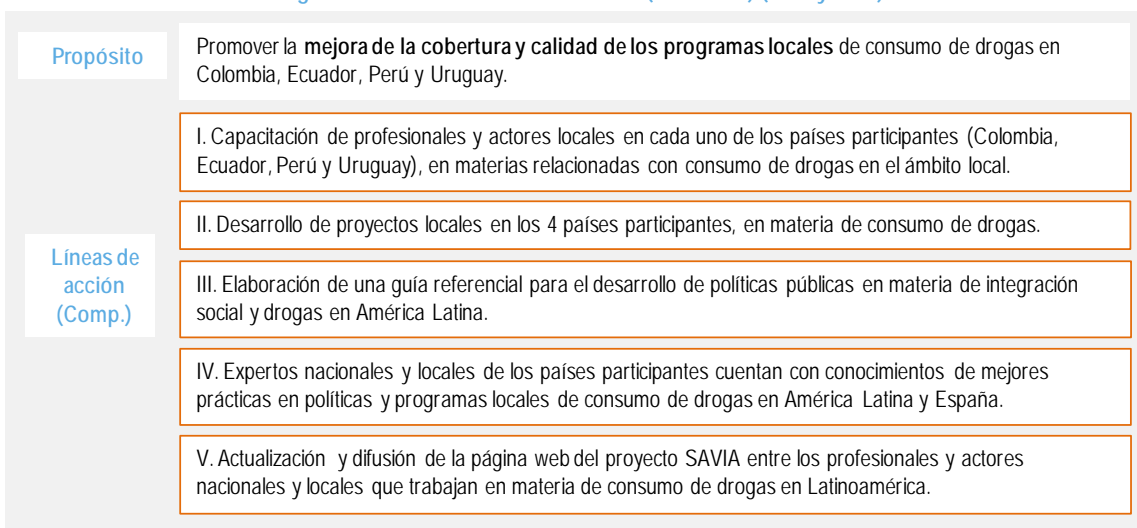 Propósito
Promover la mejora de la cobertura y calidad de los programas locales de consumo de drogas en
Colombia, Ecuador, Perú y Uruguay.
Líneas de
acción
(Comp.)
I. Capacitación de profesionales y actores locales en cada uno de los países participantes (Colombia,
Ecuador, Perú y Uruguay), en materias relacionadas con consumo de drogas en el ámbito local.
II. Desarrollo de proyectos locales en los 4 países participantes, en materia de consumo de drogas.
III. Elaboración de una guía referencial para el desarrollo de políticas públicas en materia de integración
social y drogas en América Latina.
IV. Expertos nacionales y locales de los países participantes cuentan con conocimientos de mejores
prácticas en políticas y programas locales de consumo de drogas en América Latina y España.
V. Actualización y difusión de la página web del proyecto SAVIA entre los profesionales y actores
nacionales y locales que trabajan en materia de consumo de drogas en Latinoamérica.